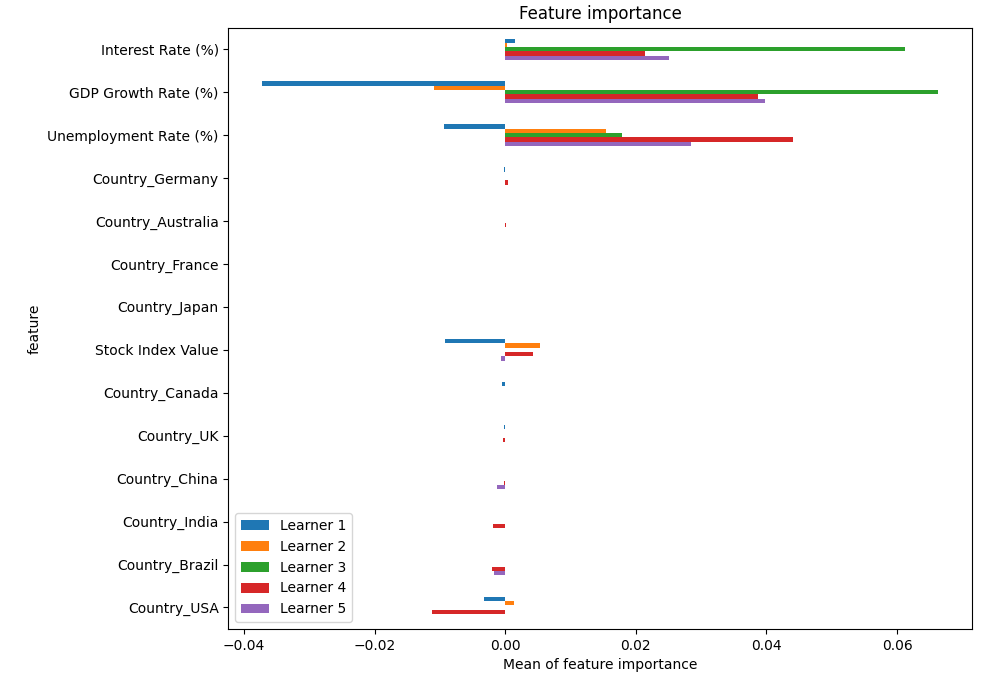 Feature importance
Interest Rate (%)
GDP Growth Rate (%)
Unemployment Rate (%)
Country_Germany
Country_Australia
Country_France
Country_Japan
Stock Index Value
Country_Canada
Country_UK
Country_China
Country_India
Country_Brazil
Country_USA
feature
Learner 1
Learner 2
Learner 3
Learner 4
Learner 5
−0.04 −0.02 0.00 0.02 0.04 0.06
Mean of feature importance